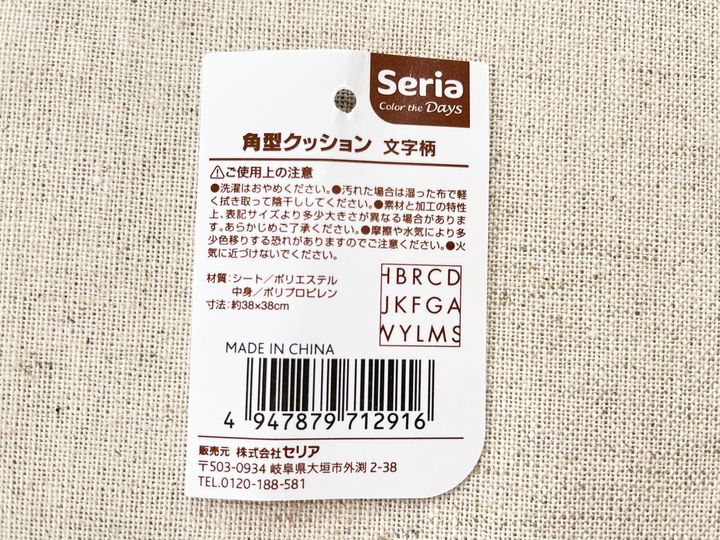 Seria
Color the Days
角型クッション 文字柄
⚠ご使用上の注意
●洗濯はおやめください。●汚れた場合は湿った布で軽
く拭き取って陰干ししてください。●素材と加工の特性
上、表記サイズより多少大きさが異なる場合がありま
す。あらかじめご了承ください。●摩擦や水気により多
少色移りする恐れがありますのでご注意ください。●火
気に近づけないでください。
材質：シート／ポリエステル
中身／ポリプロピレン
寸法：約38×38cm
HBRCD
JKFGA
WYLMS
MADE IN CHINA
4 947879 712916
販売元 株式会社セリア
〒503-0934 岐阜県大垣市外渕 2-38
TEL.0120-188-581